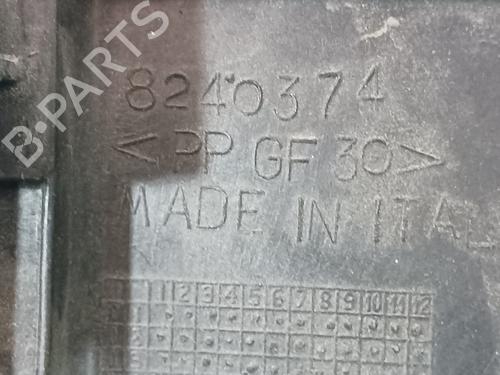 B-PARTS
8240374
<PP GF 30>
MADE IN ITAL
1 2 3 4 5 6 7 8 9 10 11 12